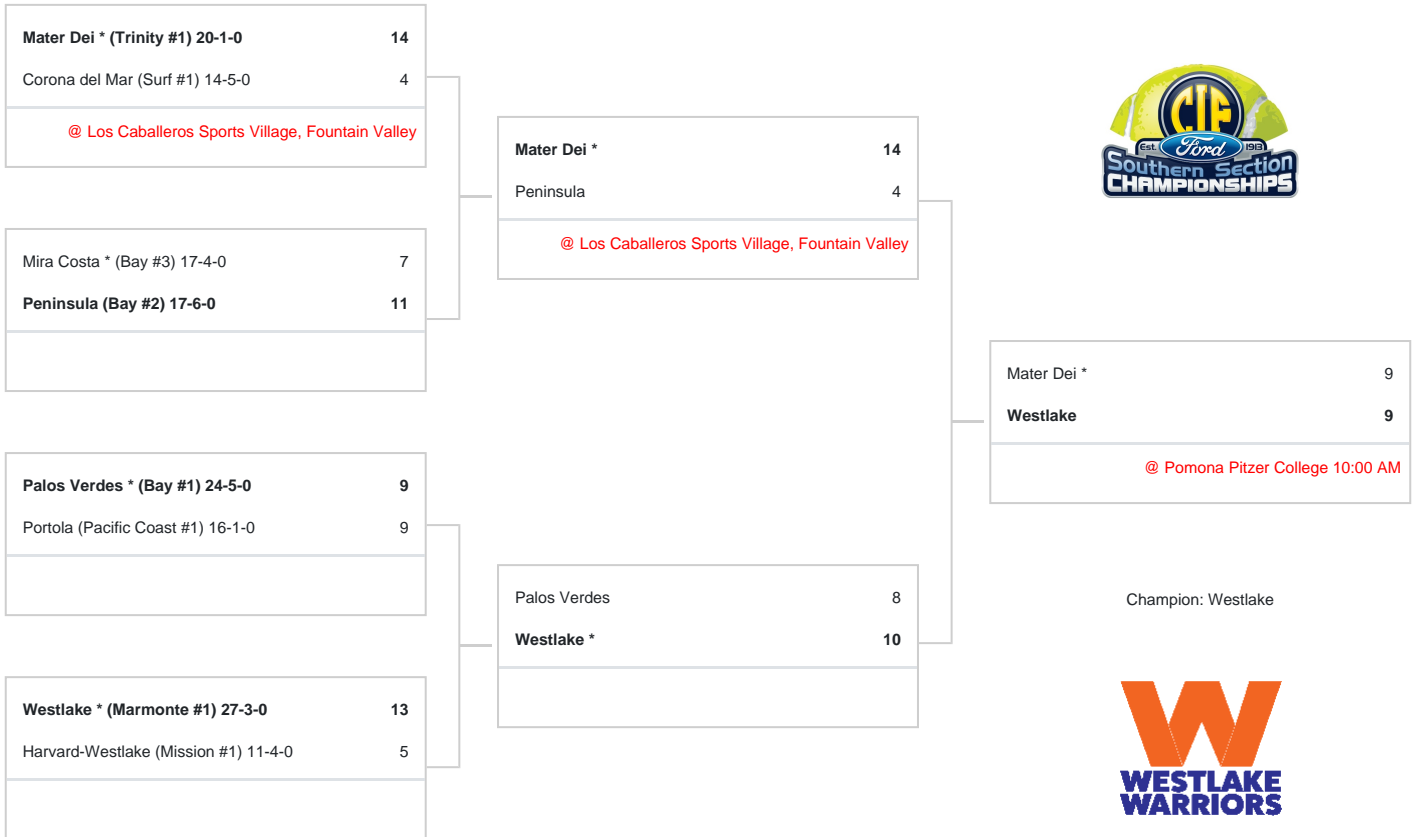 Mater Dei * (Trinity #1) 20-1-0 14
Corona del Mar (Surf #1) 14-5-0 4
@ Los Caballeros Sports Village, Fountain Valley
Mira Costa * (Bay #3) 17-4-0 7
Peninsula (Bay #2) 17-6-0 11
Palos Verdes * (Bay #1) 24-5-0 9
Portola (Pacific Coast #1) 16-1-0 9
Westlake * (Marmonte #1) 27-3-0 13
Harvard-Westlake (Mission #1) 11-4-0 5
Mater Dei * 14
Peninsula 4
@ Los Caballeros Sports Village, Fountain Valley
Palos Verdes 8
Westlake * 10
CIF
Est. Ford 1913
Southern Section
CHAMPIONSHIPS
Mater Dei * 9
Westlake 9
@ Pomona Pitzer College 10:00 AM
Champion: Westlake
W
WESTLAKE
WARRIORS